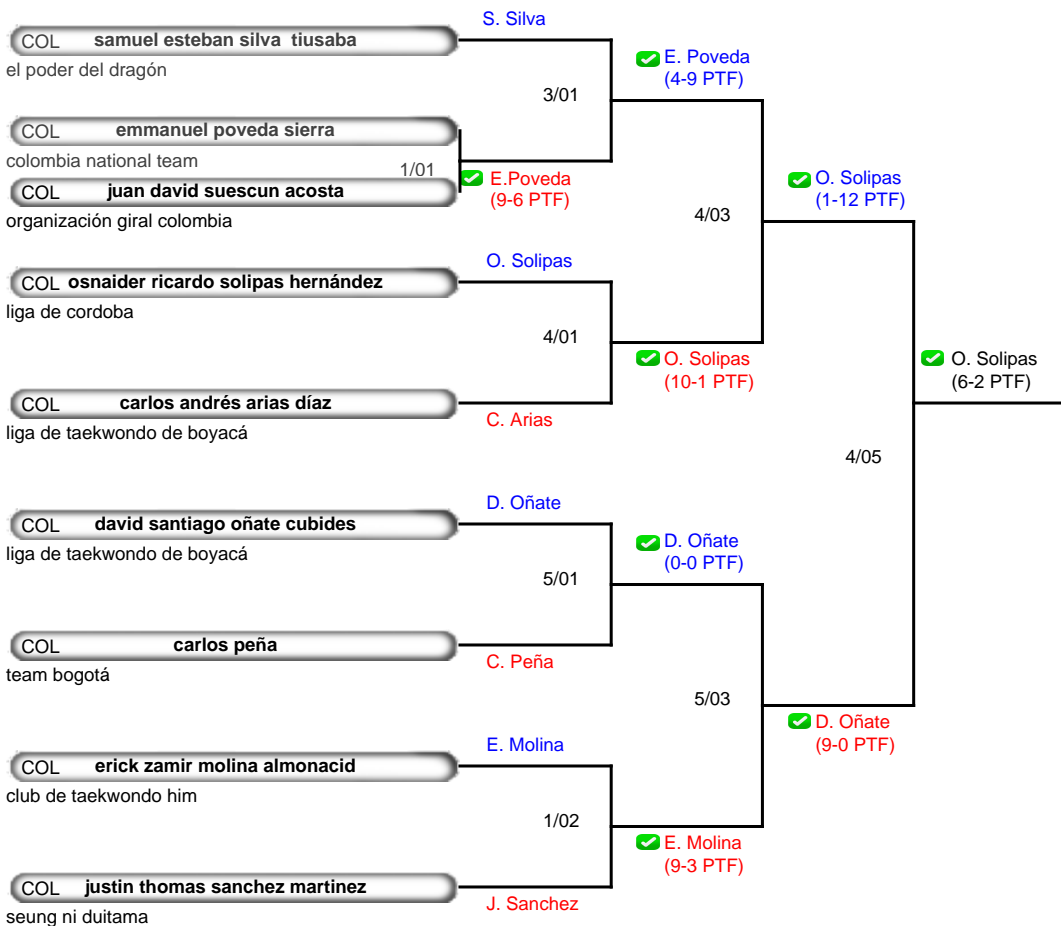 S. Silva
COL samuel esteban silva tiusaba
el poder del dragón
E. Poveda
(4-9 PTF)
3/01
COL emmanuel poveda sierra
colombia national team
1/01
COL juan david suescun acosta
organización giral colombia
E.Poveda
(9-6 PTF)
O. Solipas
(1-12 PTF)
4/03
O. Solipas
COL osnaider ricardo solipas hernández
liga de cordoba
4/01
O. Solipas
(10-1 PTF)
O. Solipas
(6-2 PTF)
COL carlos andrés arias díaz
liga de taekwondo de boyacá
C. Arias
4/05
D. Oñate
COL david santiago oñate cubides
liga de taekwondo de boyacá
D. Oñate
(0-0 PTF)
5/01
COL carlos peña
team bogotá
C. Peña
5/03
D. Oñate
(9-0 PTF)
E. Molina
COL erick zamir molina almonacid
club de taekwondo him
1/02
E. Molina
(9-3 PTF)
COL justin thomas sanchez martinez
seung ni duitama
J. Sanchez